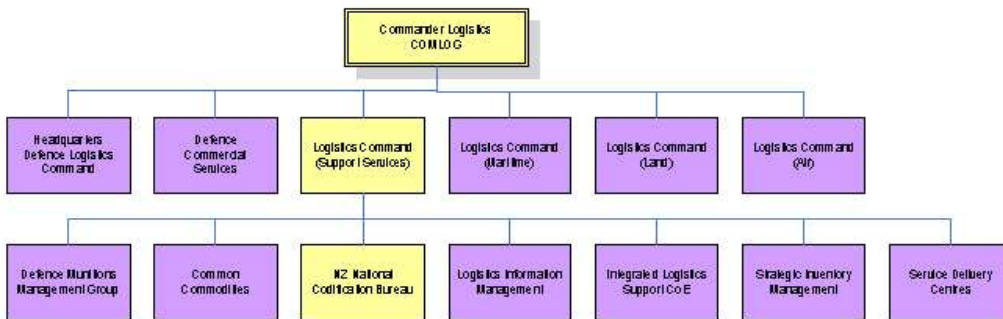 Commander Logistics
COMLOG
Headquarters
Defence Logistics
Command
Defence
Commercial
Services
Logistics Command
(Support Services)
Logistics Command
(Maritime)
Logistics Command
(Land)
Logistics Command
(Air)
Defence Munitions
Management Group
Common
Commodities
NZ National
Codification Bureau
Logistics Information
Management
Integrated Logistics
Support CoE
Strategic Inventory
Management
Service Delivery
Centres